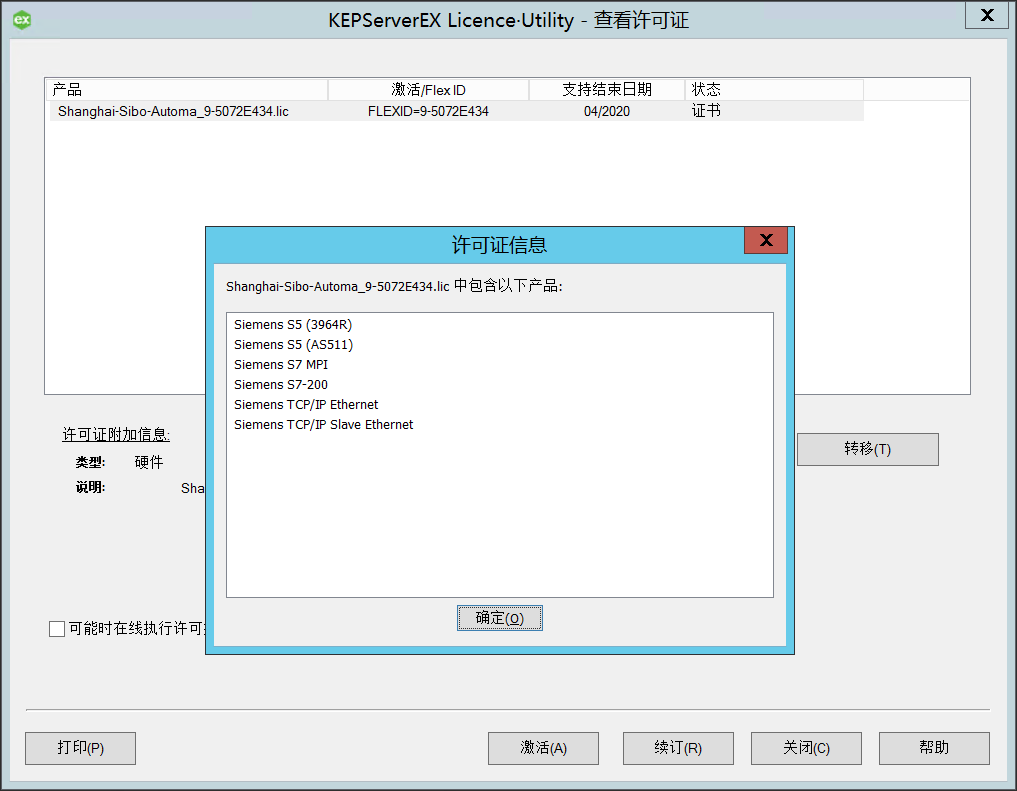 ex
KEPServerEX Licence·Utility - 查看许可证
X
产品 激活/Flex ID 支持结束日期 状态
Shanghai-Sibo-Automa_9-5072E434.lic FLEXID=9-5072E434 04/2020 证书
许可证信息
X
Shanghai-Sibo-Automa_9-5072E434.lic 中包含以下产品:
Siemens S5 (3964R)
Siemens S5 (AS511)
Siemens S7 MPI
Siemens S7-200
Siemens TCP/IP Ethernet
Siemens TCP/IP Slave Ethernet
确定(O)
许可证附加信息:
类型: 硬件
说明: Sha
转移(T)
可能时在线执行许可
打印(P) 激活(A) 续订(R) 关闭(C) 帮助